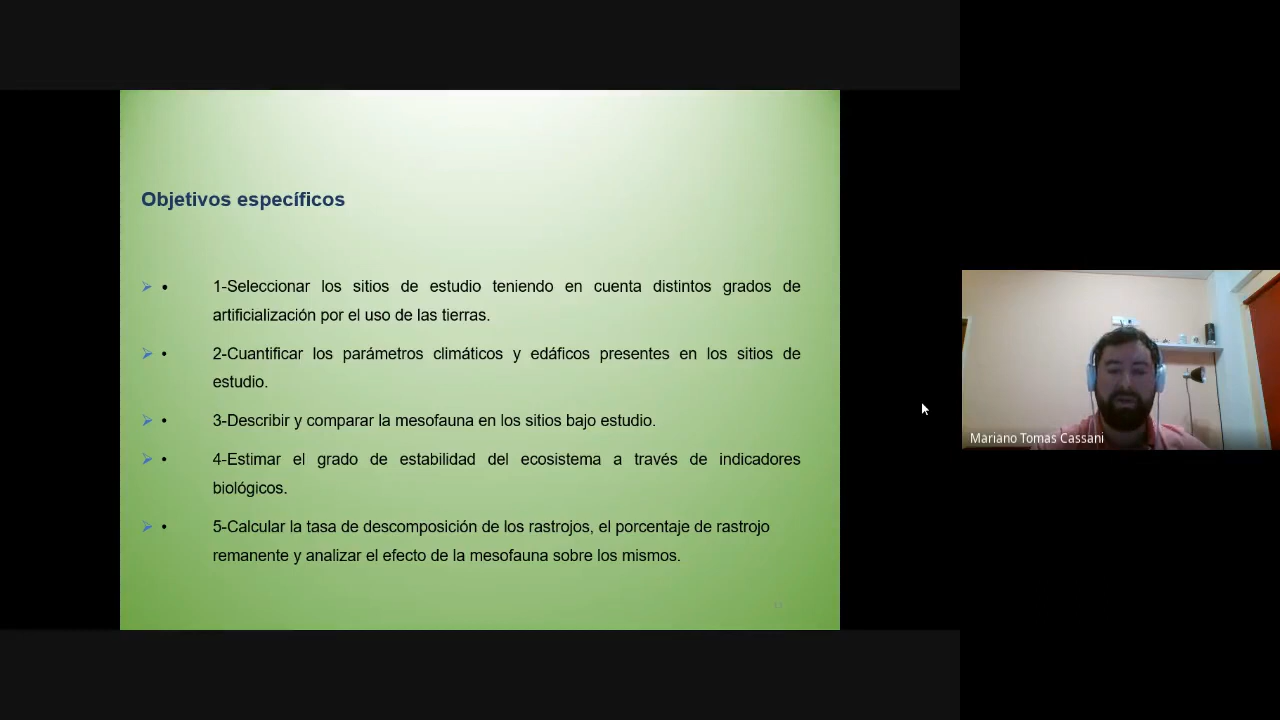 Objetivos específicos
1-Seleccionar los sitios de estudio teniendo en cuenta distintos grados de
artificialización por el uso de las tierras.
2-Cuantificar los parámetros climáticos y edáficos presentes en los sitios de
estudio.
3-Describir y comparar la mesofauna en los sitios bajo estudio.
4-Estimar el grado de estabilidad del ecosistema a través de indicadores
biológicos.
5-Calcular la tasa de descomposición de los rastrojos, el porcentaje de rastrojo
remanente y analizar el efecto de la mesofauna sobre los mismos.
Mariano Tomas Cassani